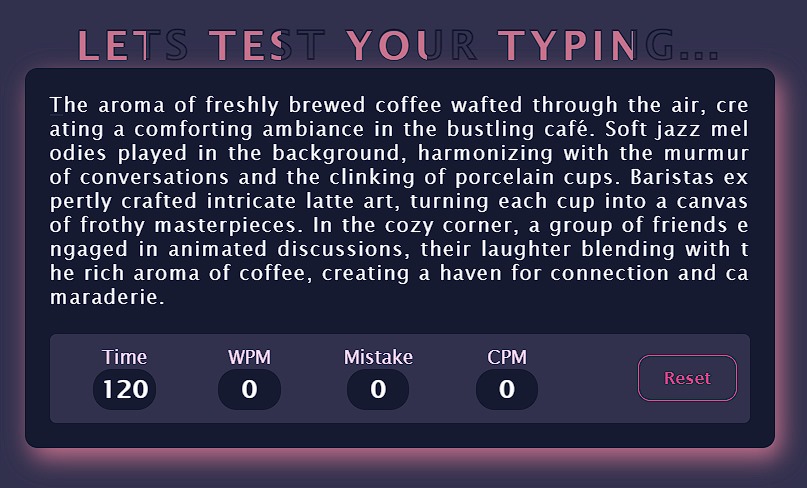 LETS TEST YOUR TYPING...
The aroma of freshly brewed coffee wafted through the air, cre
ating a comforting ambiance in the bustling café. Soft jazz mel
odies played in the background, harmonizing with the murmur
of conversations and the clinking of porcelain cups. Baristas ex
pertly crafted intricate latte art, turning each cup into a canvas
of frothy masterpieces. In the cozy corner, a group of friends e
ngaged in animated discussions, their laughter blending with t
he rich aroma of coffee, creating a haven for connection and ca
maraderie.
Time WPM Mistake CPM
120 0 0 0
Reset